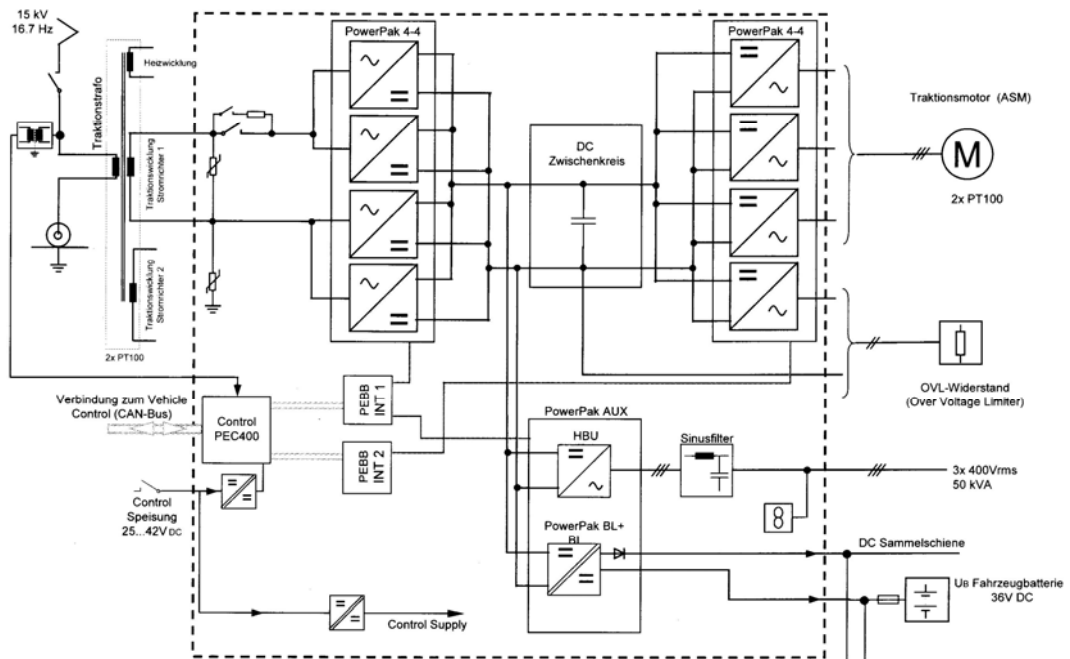 15 kV
16.7 Hz
Traktionstrafo
Heizwicklung
Traktionswicklung
Stromrichter 1
Traktionswicklung
Stromrichter 2
2x PT100
PowerPak 4-4
PowerPak 4-4
DC
Zwischenkreis
Traktionsmotor (ASM)
M
2x PT100
OVL-Widerstand
(Over Voltage Limiter)
Verbindung zum Vehicle
Control (CAN-Bus)
Control
PEC400
PEBB
INT 1
PEBB
INT 2
PowerPak AUX
HBU
Sinusfilter
3x 400Vrms
50 kVA
Control
Speisung
25...42V DC
PowerPak BL+
BL
DC Sammelschiene
UB Fahrzeugbatterie
36V DC
Control Supply